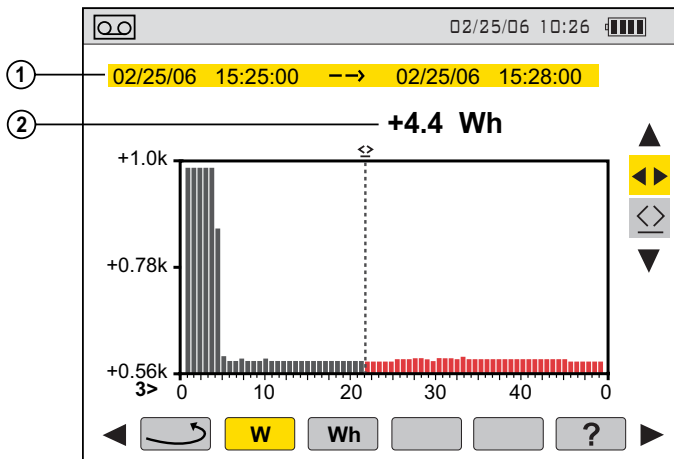 02/25/06 10:26
1 02/25/06 15:25:00 --> 02/25/06 15:28:00
2 +4.4 Wh
<>
+1.0k
<>
+0.78k
+0.56k
3> 0 10 20 30 40 0
W Wh ?